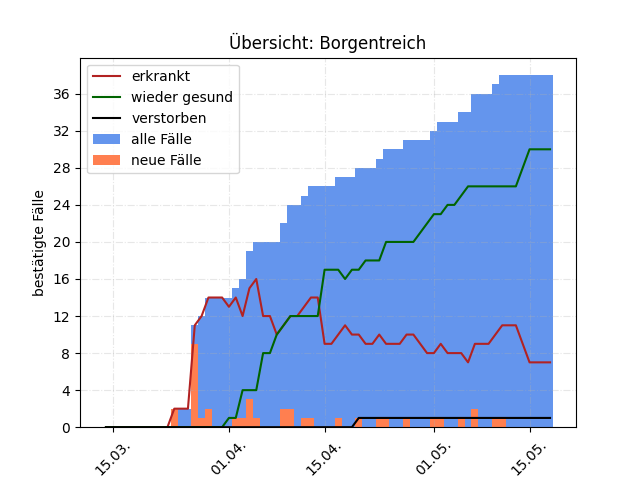 Übersicht: Borgentreich
erkrankt
wieder gesund
verstorben
alle Fälle
neue Fälle
bestätigte Fälle
36
32
28
24
20
16
12
8
4
0
15.03.
01.04.
15.04.
01.05.
15.05.